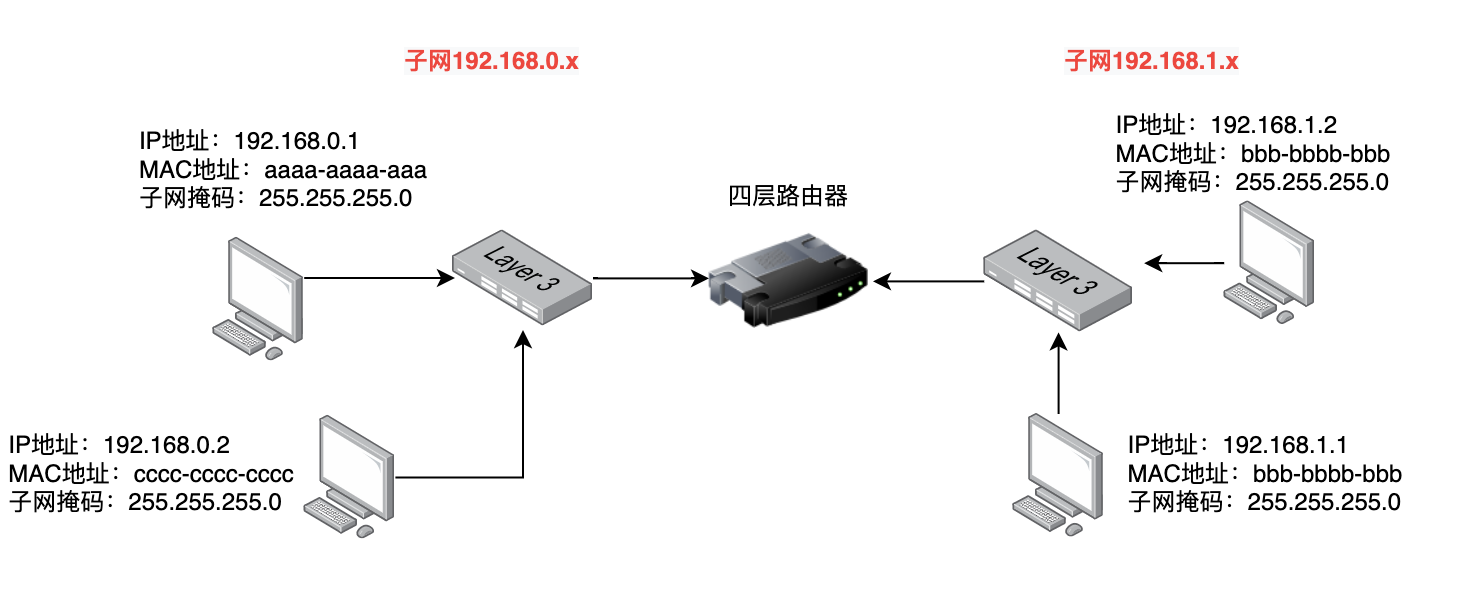 子网192.168.0.x
子网192.168.1.x
IP地址：192.168.0.1
MAC地址：aaaa-aaaa-aaa
子网掩码：255.255.255.0
IP地址：192.168.1.2
MAC地址：bbb-bbbb-bbb
子网掩码：255.255.255.0
四层路由器
Layer 3
Layer 3
IP地址：192.168.0.2
MAC地址：cccc-cccc-cccc
子网掩码：255.255.255.0
IP地址：192.168.1.1
MAC地址：bbb-bbbb-bbb
子网掩码：255.255.255.0